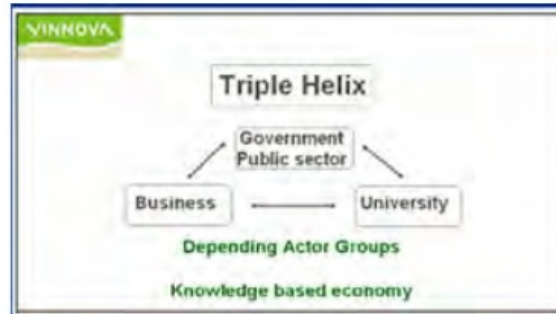 VINNOVA
Triple Helix
Government
Public sector
Business
University
Depending Actor Groups
Knowledge based economy